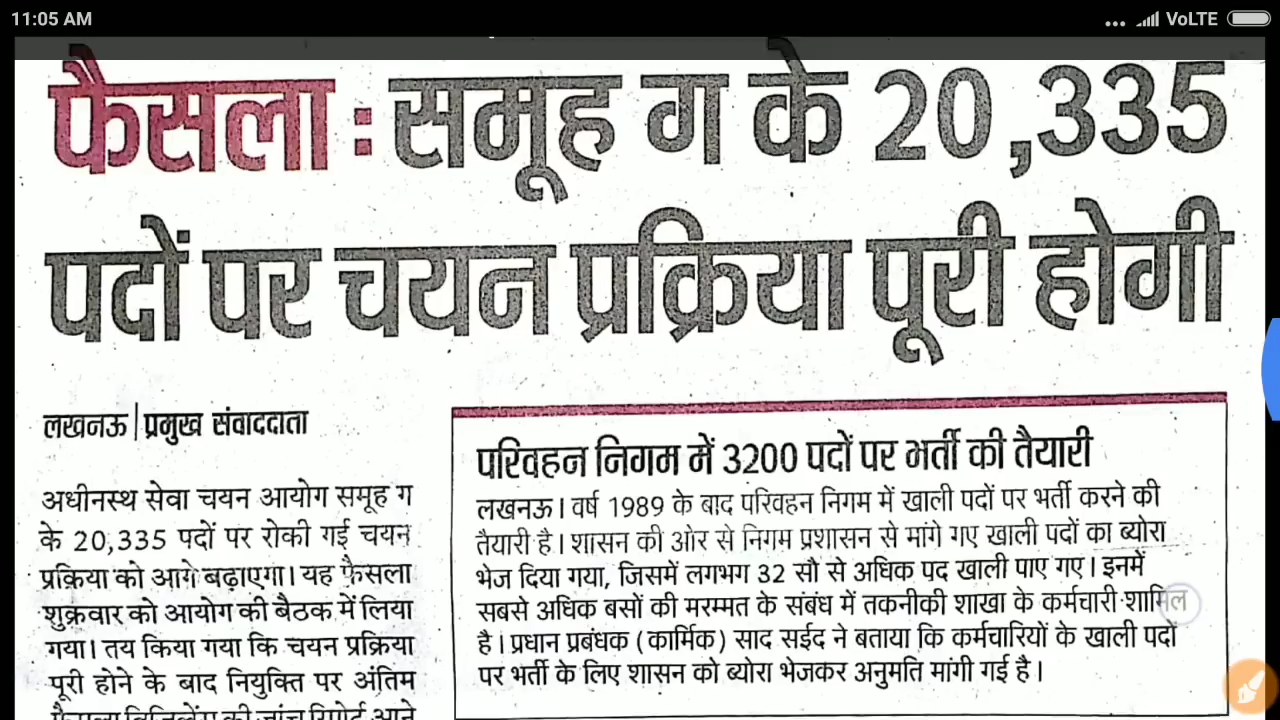 11:05 AM
... VoLTE
फैसला : समूह ग के 20,335
पदों पर चयन प्रक्रिया पूरी होगी
लखनऊ | प्रमुख संवाददाता
अधीनस्थ सेवा चयन आयोग समूह ग
के 20,335 पदों पर रोकी गई चयन
प्रक्रिया को आगे बढ़ाएगा। यह फैसला
शुक्रवार को आयोग की बैठक में लिया
गया। तय किया गया कि चयन प्रक्रिया
पूरी होने के बाद नियुक्ति पर अंतिम
फैसला विजिलेंस की जांच रिपोर्ट आने
परिवहन निगम में 3200 पदों पर भर्ती की तैयारी
लखनऊ। वर्ष 1989 के बाद परिवहन निगम में खाली पदों पर भर्ती करने की
तैयारी है। शासन की ओर से निगम प्रशासन से मांगे गए खाली पदों का ब्योरा
भेज दिया गया, जिसमें लगभग 32 सौ से अधिक पद खाली पाए गए। इनमें
सबसे अधिक बसों की मरम्मत के संबंध में तकनीकी शाखा के कर्मचारी शामिल
है। प्रधान प्रबंधक (कार्मिक) साद सईद ने बताया कि कर्मचारियों के खाली पदों
पर भर्ती के लिए शासन को ब्योरा भेजकर अनुमति मांगी गई है।